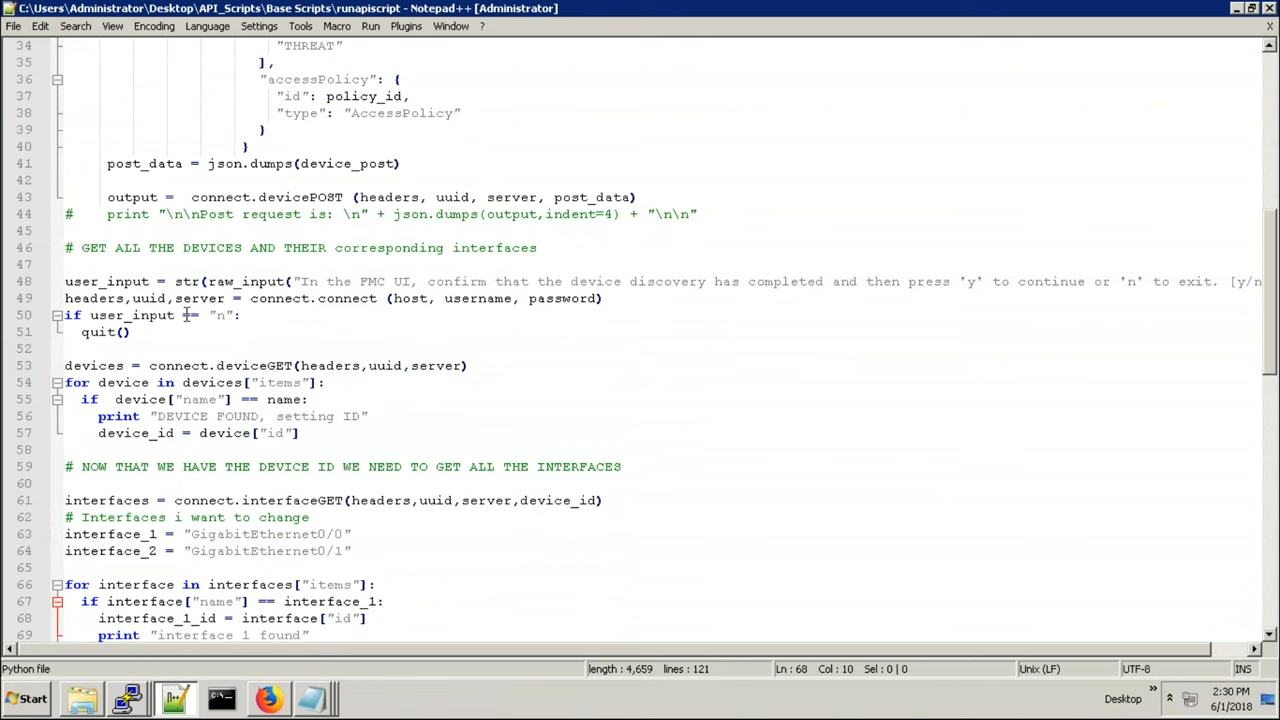 C:\Users\Administrator\Desktop\API_Scripts\Base Scripts\runapiscript - Notepad++ [Administrator]
File Edit Search View Encoding Language Settings Tools Macro Run Plugins Window ? X
34 "THREAT"
35 ],
36 "accessPolicy": {
37 "id": policy_id,
38 "type": "AccessPolicy"
39 }
40 }
41 post_data = json.dumps(device_post)
42
43 output = connect.devicePOST (headers, uuid, server, post_data)
44 # print "\n\nPost request is: \n" + json.dumps(output,indent=4) + "\n\n"
45
46 # GET ALL THE DEVICES AND THEIR corresponding interfaces
47
48 user_input = str(raw_input("In the FMC UI, confirm that the device discovery has completed and then press 'y' to continue or 'n' to exit. [y/n
49 headers,uuid,server = connect.connect (host, username, password)
50 if user_input == "n":
51 quit()
52
53 devices = connect.deviceGET(headers,uuid,server)
54 for device in devices["items"]:
55 if device["name"] == name:
56 print "DEVICE FOUND, setting ID"
57 device_id = device["id"]
58
59 # NOW THAT WE HAVE THE DEVICE ID WE NEED TO GET ALL THE INTERFACES
60
61 interfaces = connect.interfaceGET(headers,uuid,server,device_id)
62 # Interfaces i want to change
63 interface_1 = "GigabitEthernet0/0"
64 interface_2 = "GigabitEthernet0/1"
65
66 for interface in interfaces["items"]:
67 if interface["name"] == interface_1:
68 interface_1_id = interface["id"]
69 print "interface 1 found"
Python file length : 4,659 lines : 121 Ln : 68 Col : 10 Sel : 0 | 0 Unix (LF) UTF-8 INS
Start Desktop » 2:30 PM
6/1/2018